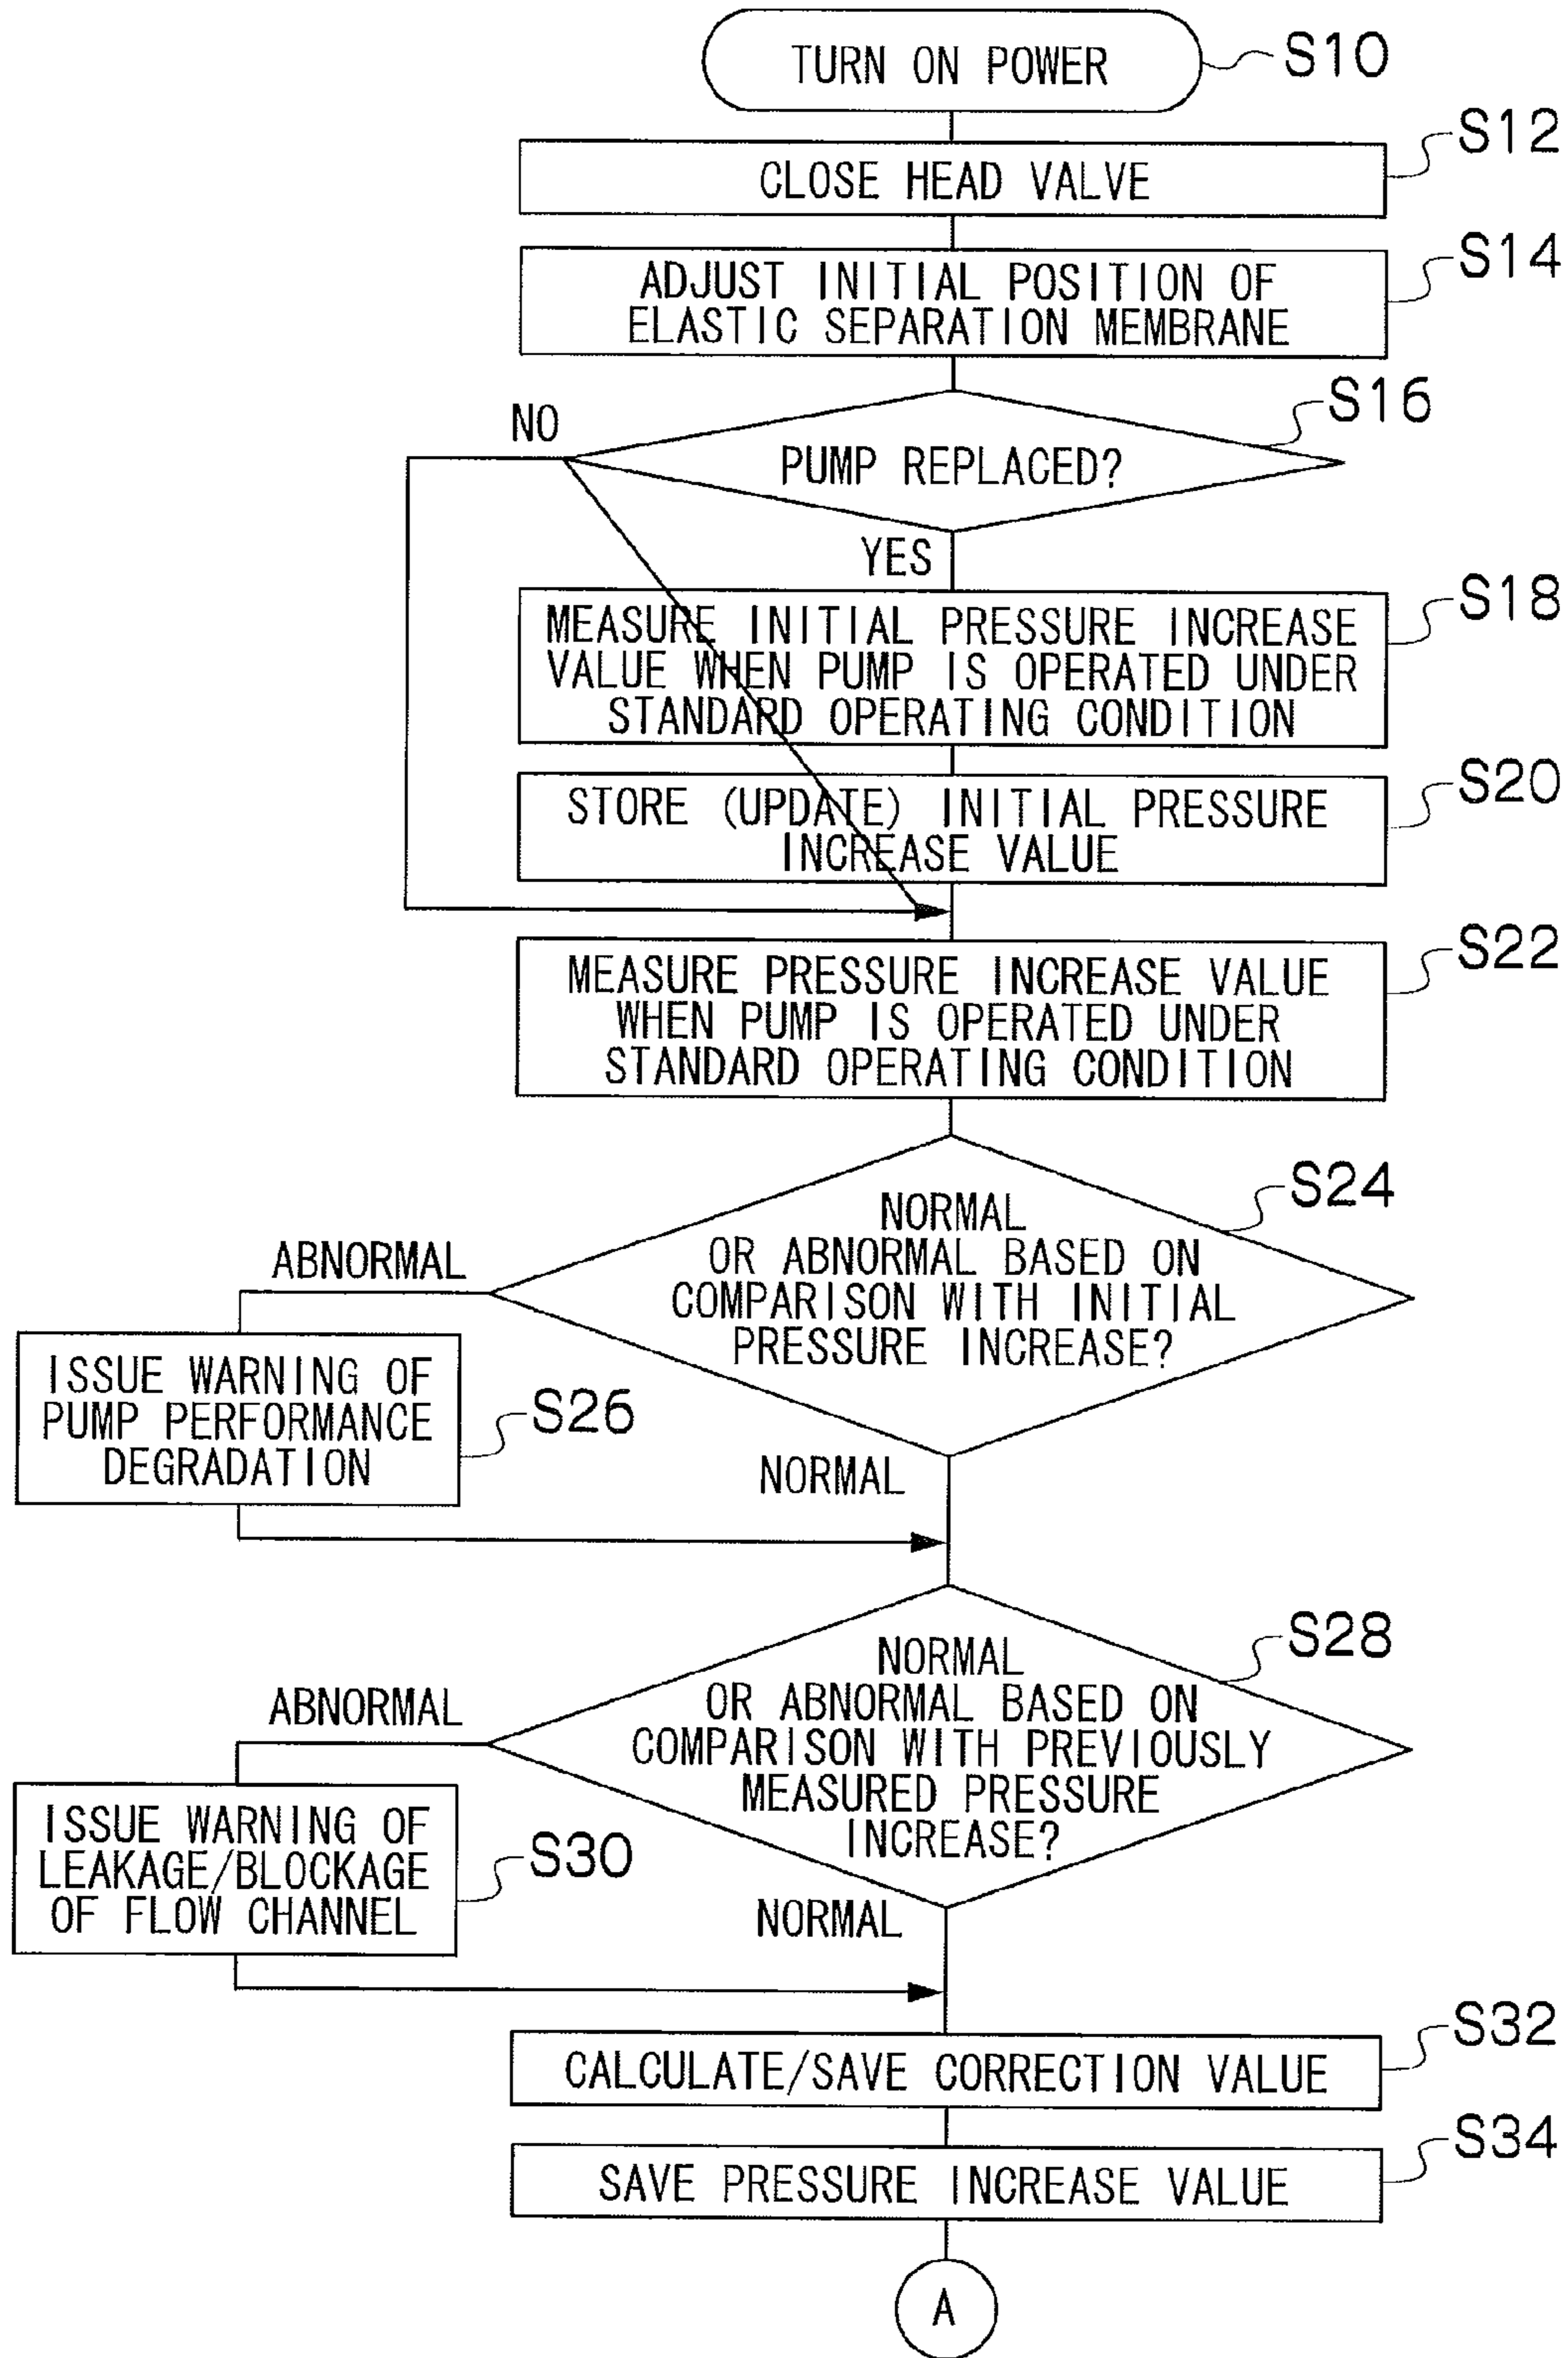 TURN ON POWER
S10
CLOSE HEAD VALVE
S12
ADJUST INITIAL POSITION OF
ELASTIC SEPARATION MEMBRANE
S14
PUMP REPLACED?
S16
NO
YES
MEASURE INITIAL PRESSURE INCREASE
VALUE WHEN PUMP IS OPERATED UNDER
STANDARD OPERATING CONDITION
S18
STORE (UPDATE) INITIAL PRESSURE
INCREASE VALUE
S20
MEASURE PRESSURE INCREASE VALUE
WHEN PUMP IS OPERATED UNDER
STANDARD OPERATING CONDITION
S22
NORMAL
OR ABNORMAL BASED ON
COMPARISON WITH INITIAL
PRESSURE INCREASE?
S24
ABNORMAL
ISSUE WARNING OF
PUMP PERFORMANCE
DEGRADATION
S26
NORMAL
NORMAL
OR ABNORMAL BASED ON
COMPARISON WITH PREVIOUSLY
MEASURED PRESSURE
INCREASE?
S28
ABNORMAL
ISSUE WARNING OF
LEAKAGE/BLOCKAGE
OF FLOW CHANNEL
S30
NORMAL
CALCULATE/SAVE CORRECTION VALUE
S32
SAVE PRESSURE INCREASE VALUE
S34
A